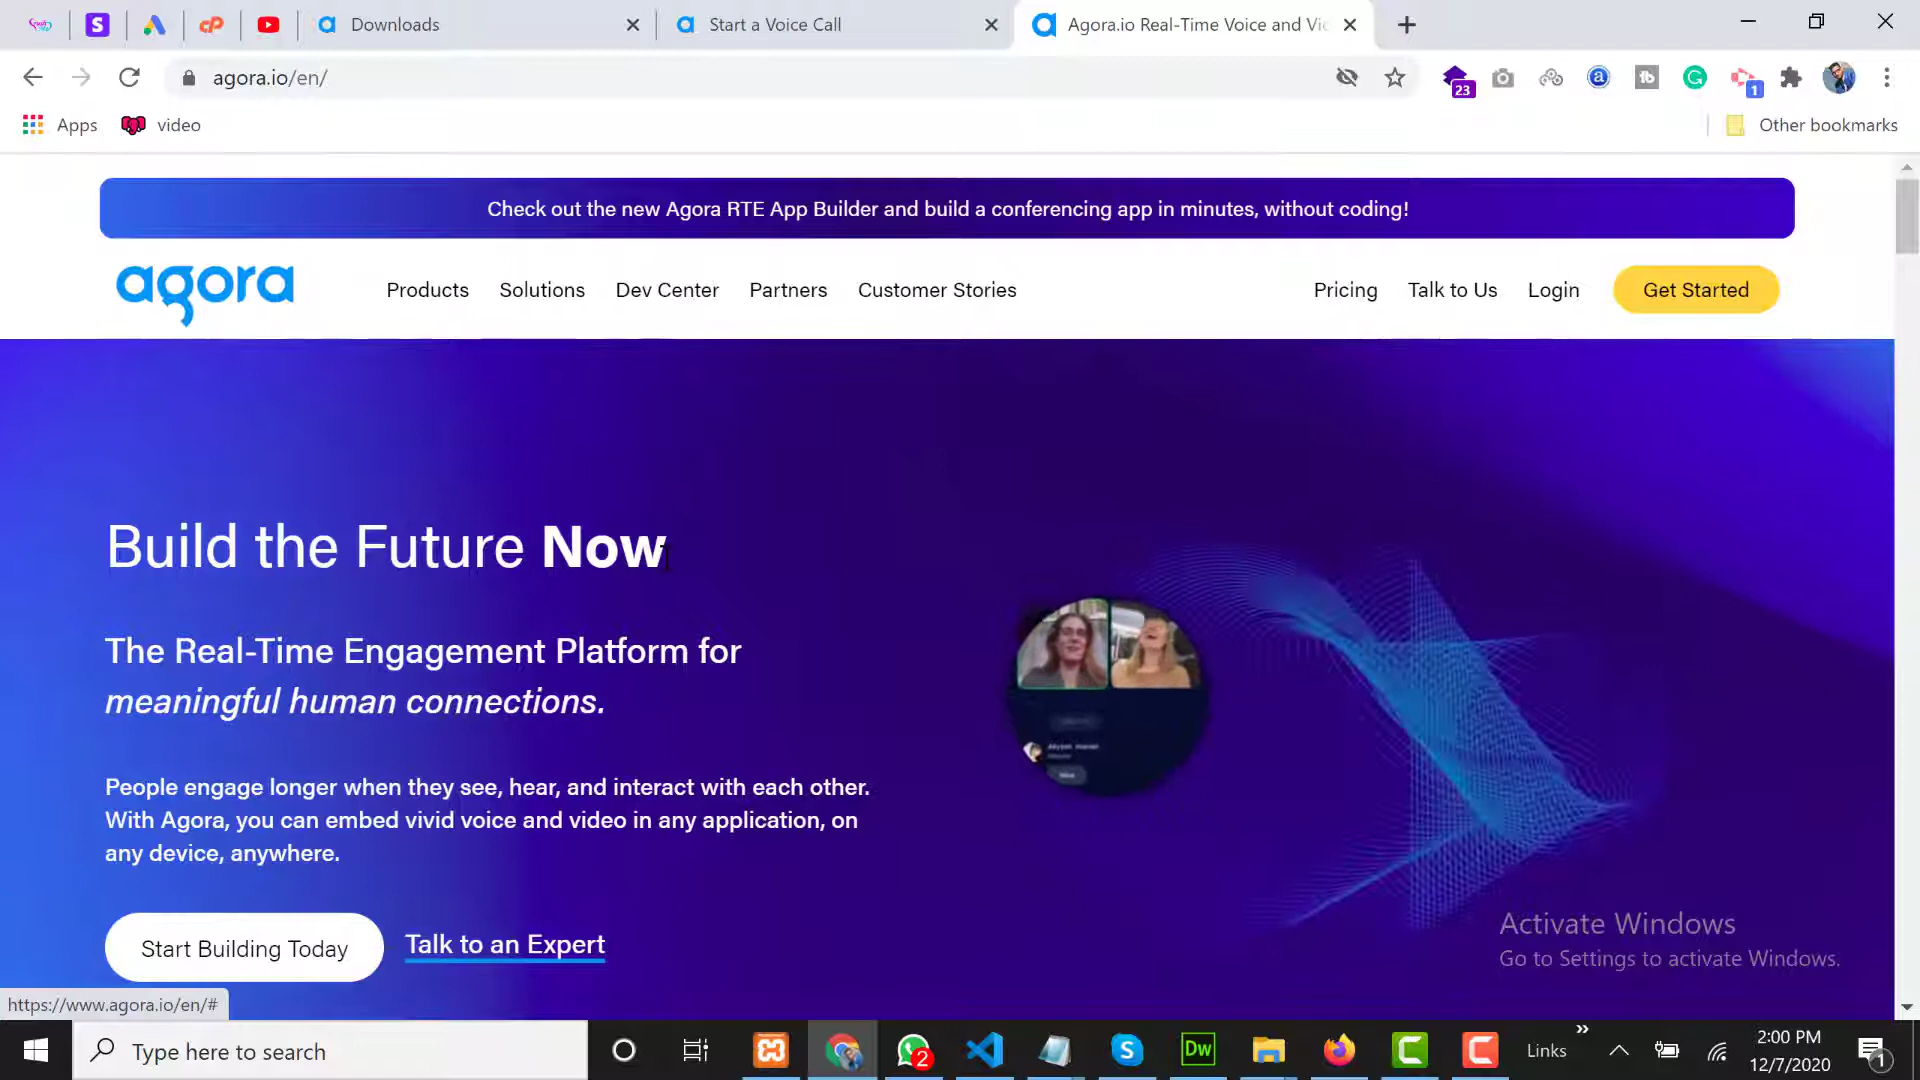 Downloads
Start a Voice Call
Agora.io Real-Time Voice and Vi
agora.io/en/
23
1
Apps
video
Other bookmarks
Check out the new Agora RTE App Builder and build a conferencing app in minutes, without coding!
agora
Products
Solutions
Dev Center
Partners
Customer Stories
Pricing
Talk to Us
Login
Get Started
Build the Future Now
The Real-Time Engagement Platform for
meaningful human connections.
People engage longer when they see, hear, and interact with each other.
With Agora, you can embed vivid voice and video in any application, on
any device, anywhere.
Start Building Today
Talk to an Expert
Activate Windows
Go to Settings to activate Windows.
https://www.agora.io/en/#
Type here to search
2
Dw
Links
2:00 PM
12/7/2020
1